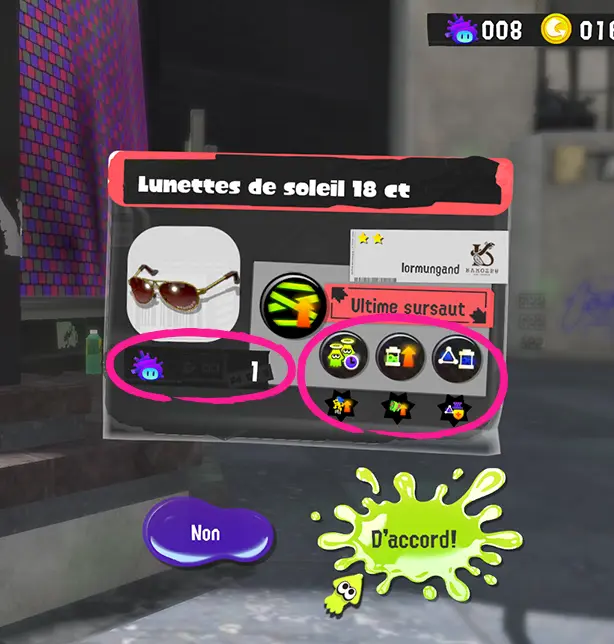 008 016
Lunettes de soleil 18 ct
Iormungand
Ultime sursaut
1
Non
D'accord!